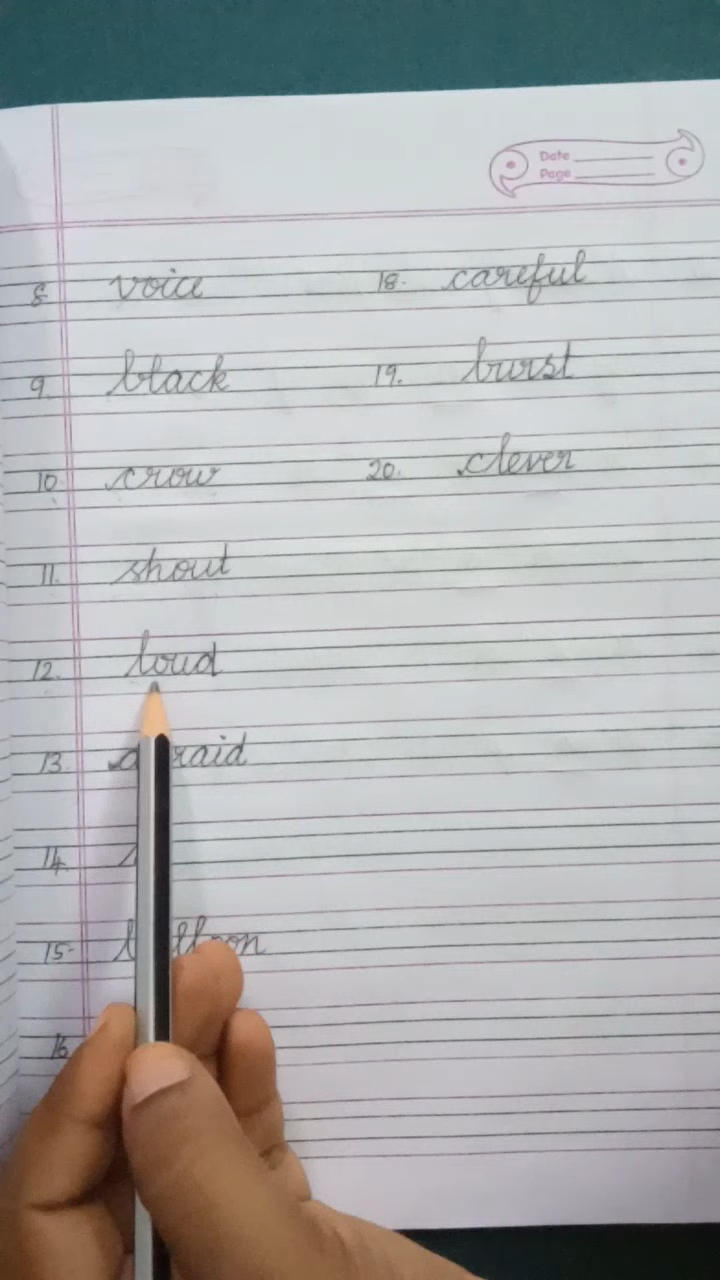 Date
Page
8. voice
9. black
10. crow
11. shout
12. loud
13.
14.
15.
16
18. careful
19. burst
20. clever